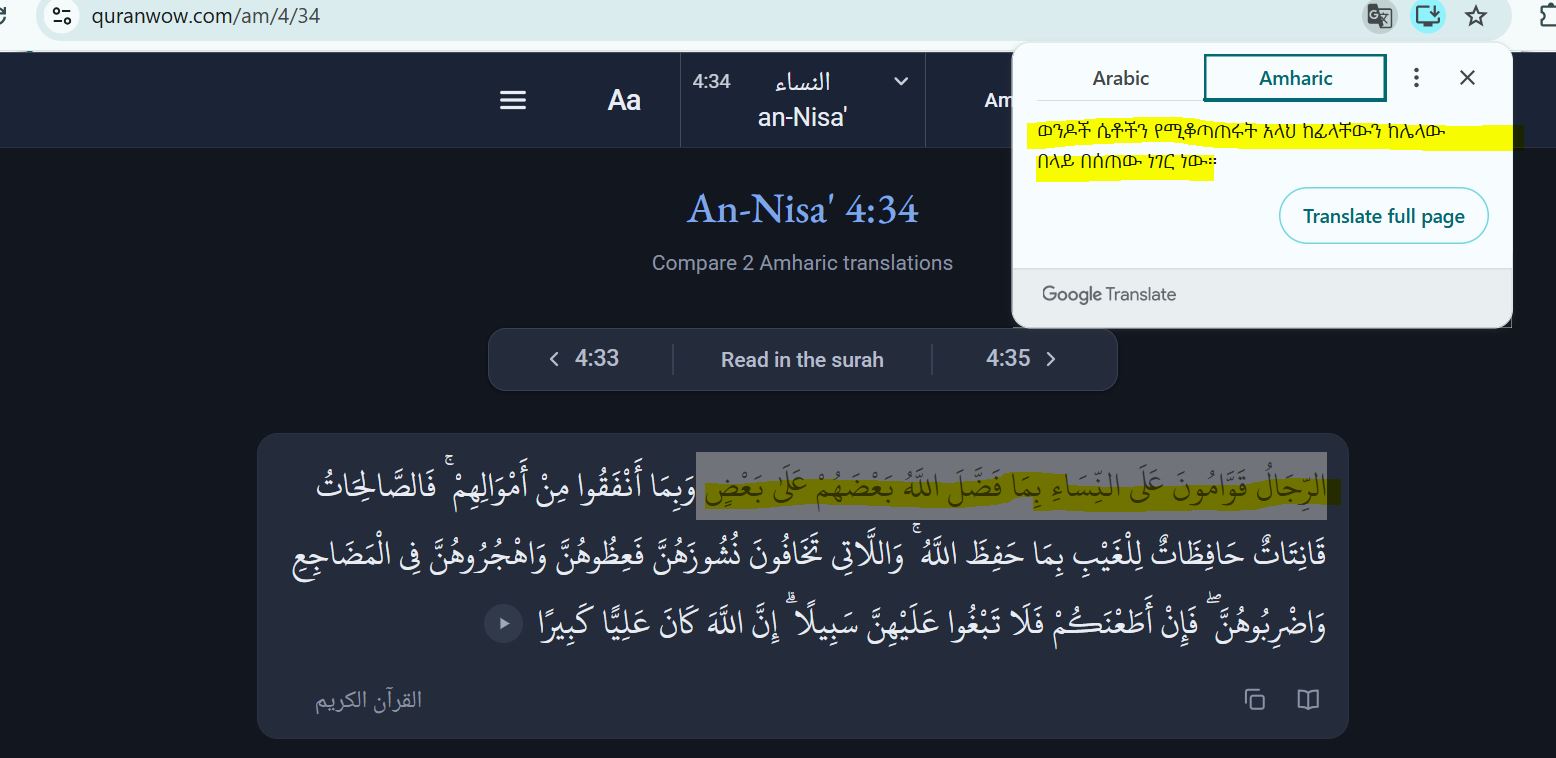 quranwow.com/am/4/34
Aa
4:34
النساء
an-Nisa'
Am
Arabic
Amharic
ወንዶች ሴቶችን የሚቆጣጠሩት አላህ ከፊላቸውን ከሌላው
በላይ በሰጠው ነገር ነው።
Translate full page
Google Translate
An-Nisa' 4:34
Compare 2 Amharic translations
4:33
Read in the surah
4:35
الرِّجَالُ قَوَّامُونَ عَلَى النِّسَاءِ بِمَا فَضَّلَ اللَّهُ بَعْضَهُمْ عَلَىٰ بَعْضٍ وَبِمَا أَنْفَقُوا مِنْ أَمْوَالِهِمْ ۚ فَالصَّالِحَاتُ
قَانِتَاتٌ حَافِظَاتٌ لِلْغَيْبِ بِمَا حَفِظَ اللَّهُ ۚ وَاللَّاتِي تَخَافُونَ نُشُوزَهُنَّ فَعِظُوهُنَّ وَاهْجُرُوهُنَّ فِي الْمَضَاجِعِ
وَاضْرِبُوهُنَّ ۖ فَإِنْ أَطَعْنَكُمْ فَلَا تَبْغُوا عَلَيْهِنَّ سَبِيلًا ۗ إِنَّ اللَّهَ كَانَ عَلِيًّا كَبِيرًا
القرآن الكريم